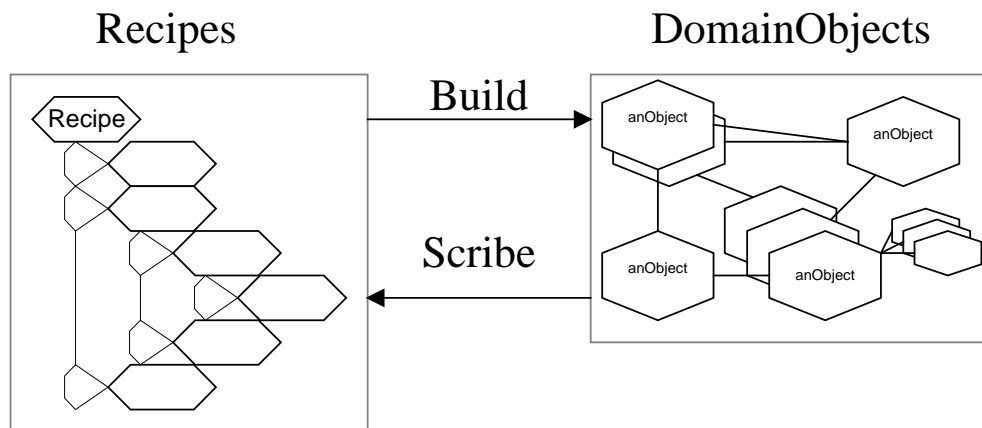 Recipes
DomainObjects
Build
Recipe
anObject
anObject
Scribe
anObject
anObject